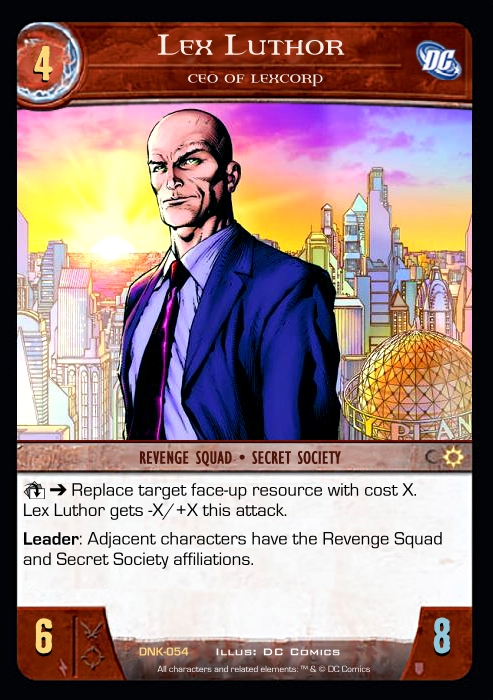 4
Lex Luthor
CEO of LexCorp
DC
REVENGE SQUAD • SECRET SOCIETY
➔ Replace target face-up resource with cost X.
Lex Luthor gets -X/+X this attack.
Leader: Adjacent characters have the Revenge Squad
and Secret Society affiliations.
6
DNK-054 Illus: DC Comics
8
All characters and related elements: ™ & © DC Comics